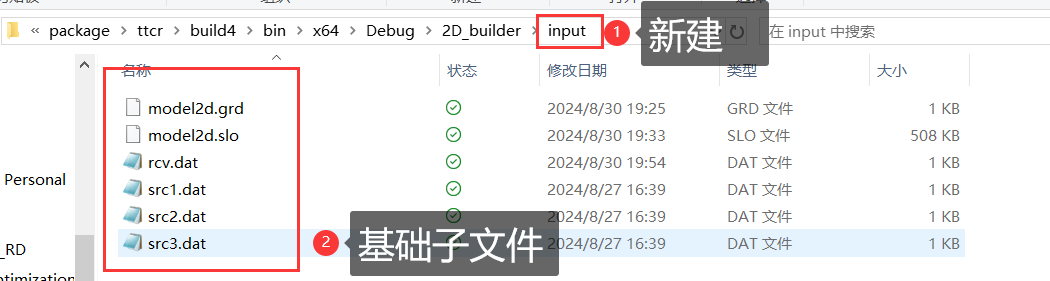 « package › ttcr › build4 › bin › x64 › Debug › 2D_builder › input
1 新建
在 input 中搜索
名称 状态 修改日期 类型 大小
model2d.grd 2024/8/30 19:25 GRD 文件 1 KB
model2d.slo 2024/8/30 19:33 SLO 文件 508 KB
rcv.dat 2024/8/30 19:54 DAT 文件 1 KB
src1.dat 2024/8/27 16:39 DAT 文件 1 KB
src2.dat 2024/8/27 16:39 DAT 文件 1 KB
src3.dat 2024/8/27 16:39 DAT 文件 1 KB
2 基础子文件
Personal
_RD